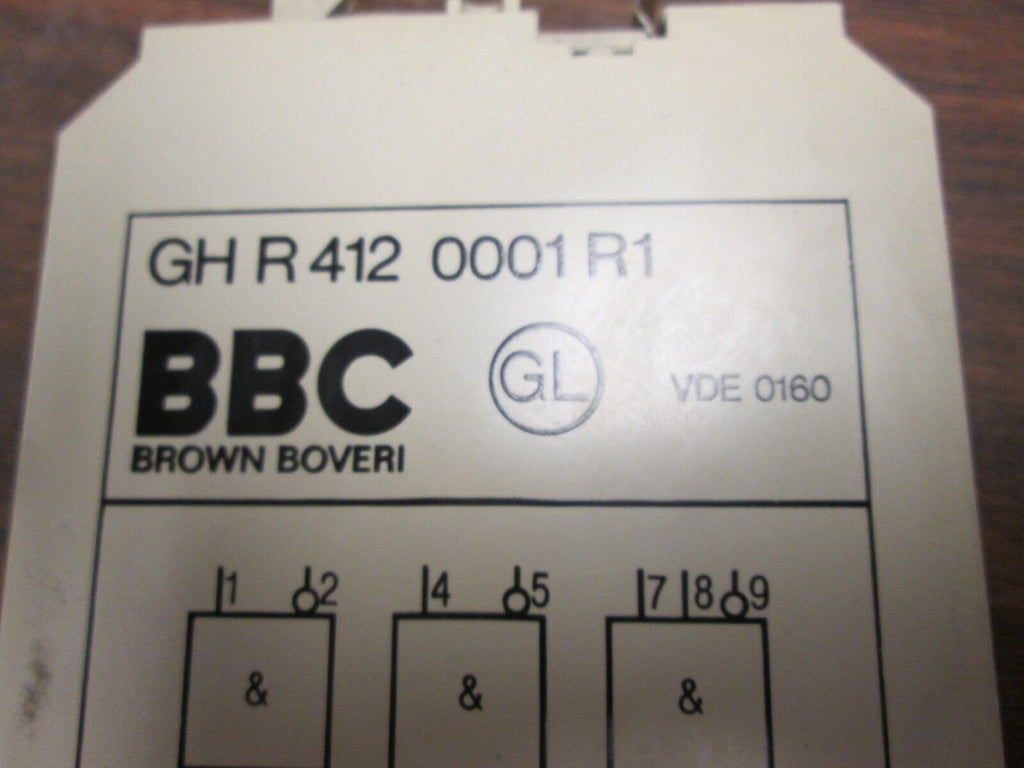 GH R 412 0001 R1
BBC GL VDE 0160
BROWN BOVERI
1 2 4 5 7 8 9
& & &